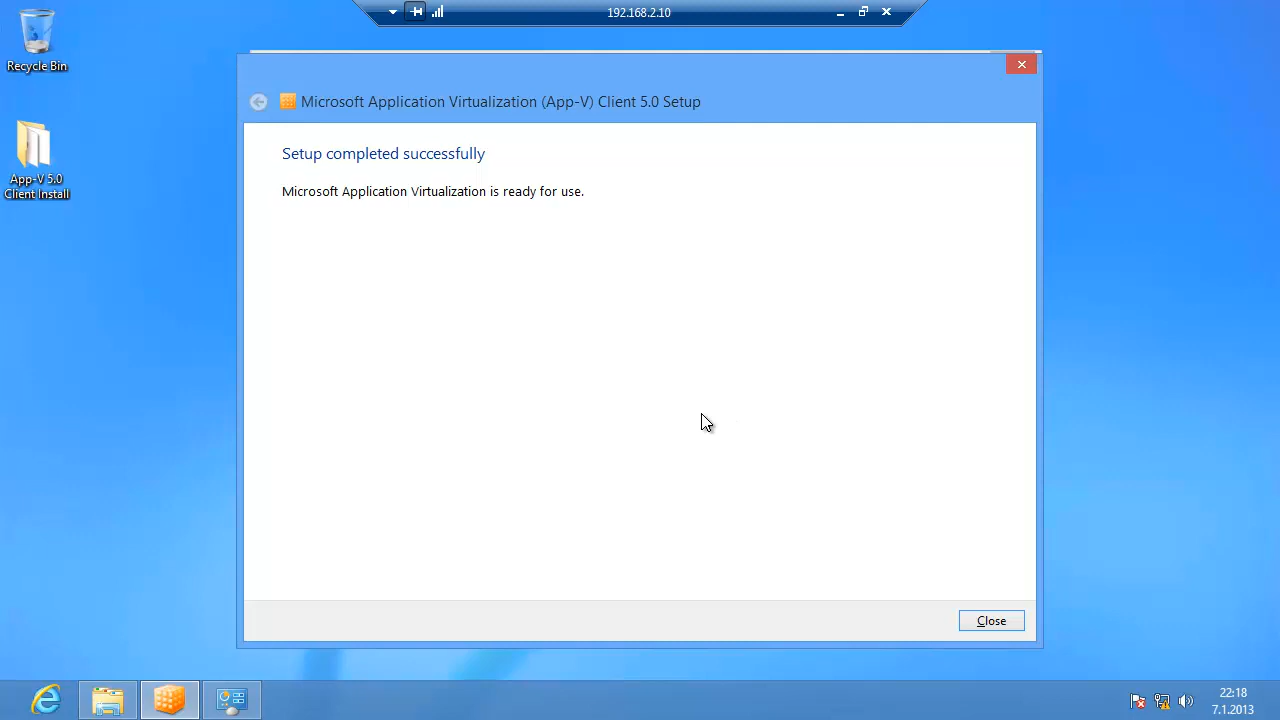 192.168.2.10
Recycle Bin
App-V 5.0
Client Install
Microsoft Application Virtualization (App-V) Client 5.0 Setup
Setup completed successfully
Microsoft Application Virtualization is ready for use.
Close
22:18
7.1.2013